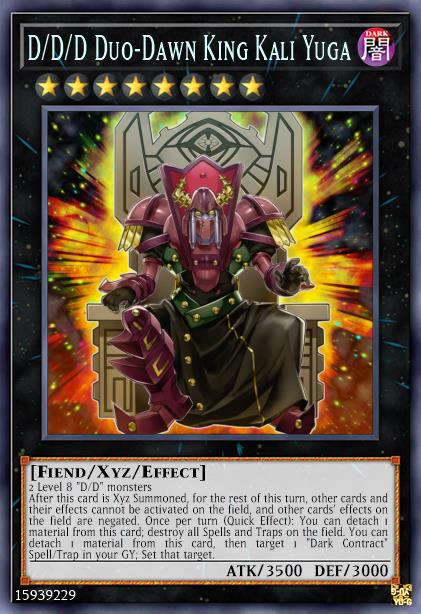 D/D/D Duo-Dawn King Kali Yuga
DARK
闇
[Fiend/Xyz/Effect]
2 Level 8 "D/D" monsters
After this card is Xyz Summoned, for the rest of this turn, other cards and
their effects cannot be activated on the field, and other cards' effects on
the field are negated. Once per turn (Quick Effect): You can detach 1
material from this card; destroy all Spells and Traps on the field. You can
detach 1 material from this card, then target 1 "Dark Contract"
Spell/Trap in your GY; Set that target.
ATK/3500 DEF/3000
15939229